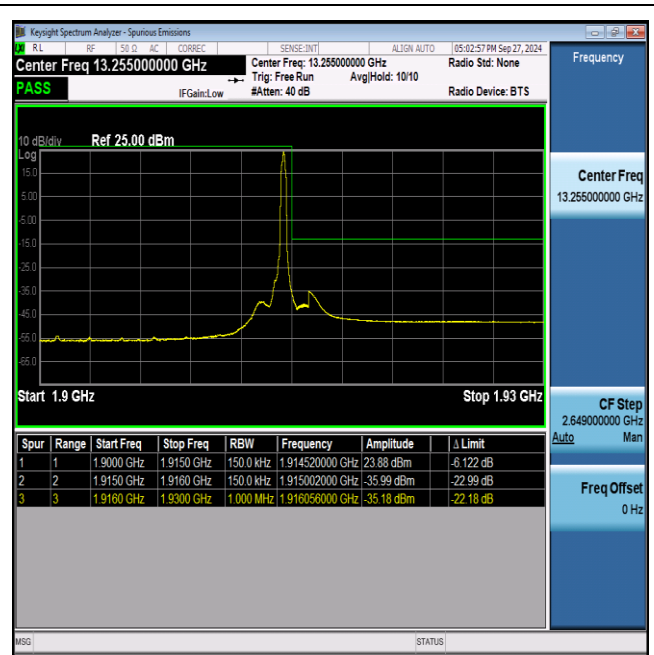 Keysight Spectrum Analyzer - Spurious Emissions
LXI RL RF 50 Ω AC CORREC SENSE:INT ALIGN AUTO 05:02:57 PM Sep 27, 2024
Center Freq 13.255000000 GHz
Center Freq: 13.255000000 GHz
Radio Std: None
Trig: Free Run Avg|Hold: 10/10
PASS
IFGain:Low
#Atten: 40 dB
Radio Device: BTS
10 dB/div Ref 25.00 dBm
Log
15.0
5.00
-5.00
-15.0
-25.0
-35.0
-45.0
-55.0
-65.0
Start 1.9 GHz Stop 1.93 GHz
Spur Range Start Freq Stop Freq RBW Frequency Amplitude Δ Limit
1 1 1.9000 GHz 1.9150 GHz 150.0 kHz 1.914520000 GHz 23.88 dBm -6.122 dB
2 2 1.9150 GHz 1.9160 GHz 150.0 kHz 1.915002000 GHz -35.99 dBm -22.99 dB
3 3 1.9160 GHz 1.9300 GHz 1.000 MHz 1.916056000 GHz -35.18 dBm -22.18 dB
MSG STATUS
Frequency
Center Freq
13.255000000 GHz
CF Step
2.649000000 GHz
Auto Man
Freq Offset
0 Hz